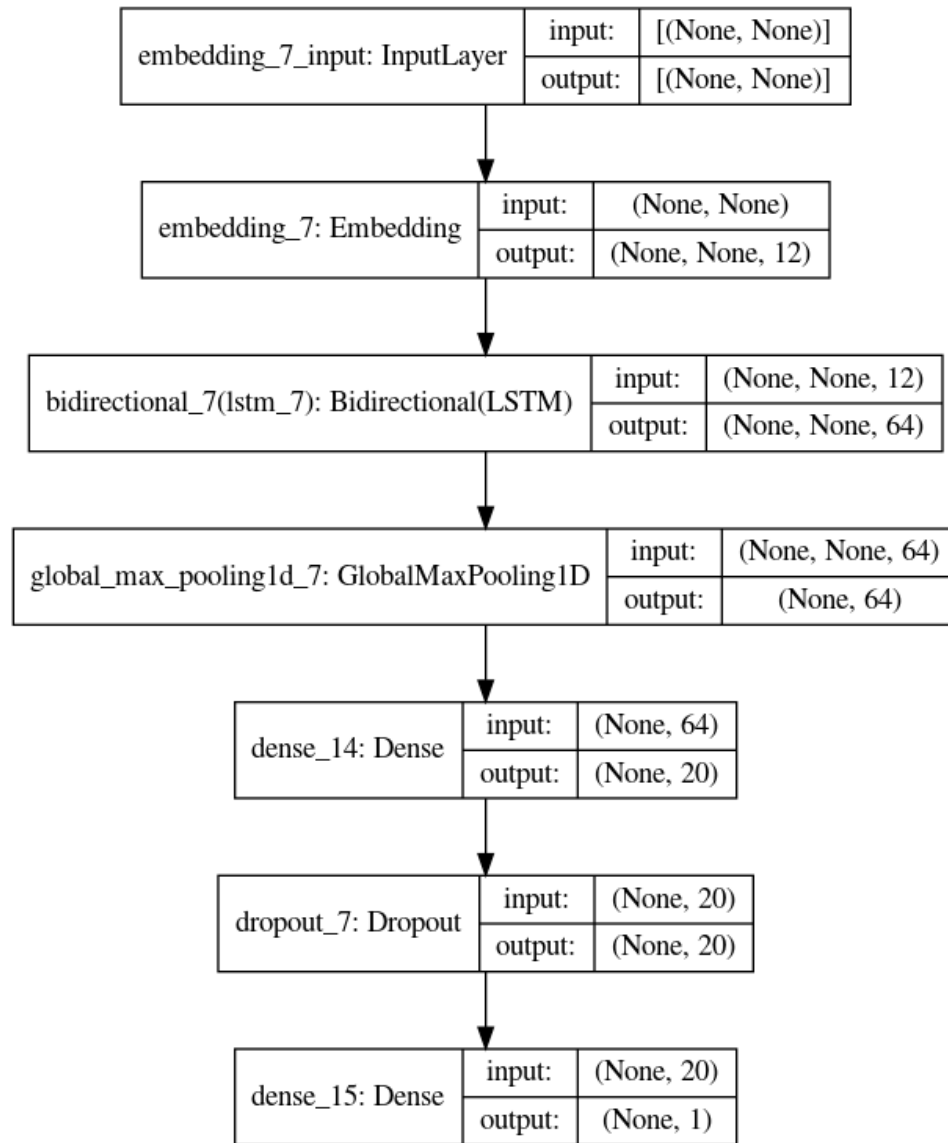 embedding_7_input: InputLayer
input: [(None, None)]
output: [(None, None)]
embedding_7: Embedding
input: (None, None)
output: (None, None, 12)
bidirectional_7(lstm_7): Bidirectional(LSTM)
input: (None, None, 12)
output: (None, None, 64)
global_max_pooling1d_7: GlobalMaxPooling1D
input: (None, None, 64)
output: (None, 64)
dense_14: Dense
input: (None, 64)
output: (None, 20)
dropout_7: Dropout
input: (None, 20)
output: (None, 20)
dense_15: Dense
input: (None, 20)
output: (None, 1)